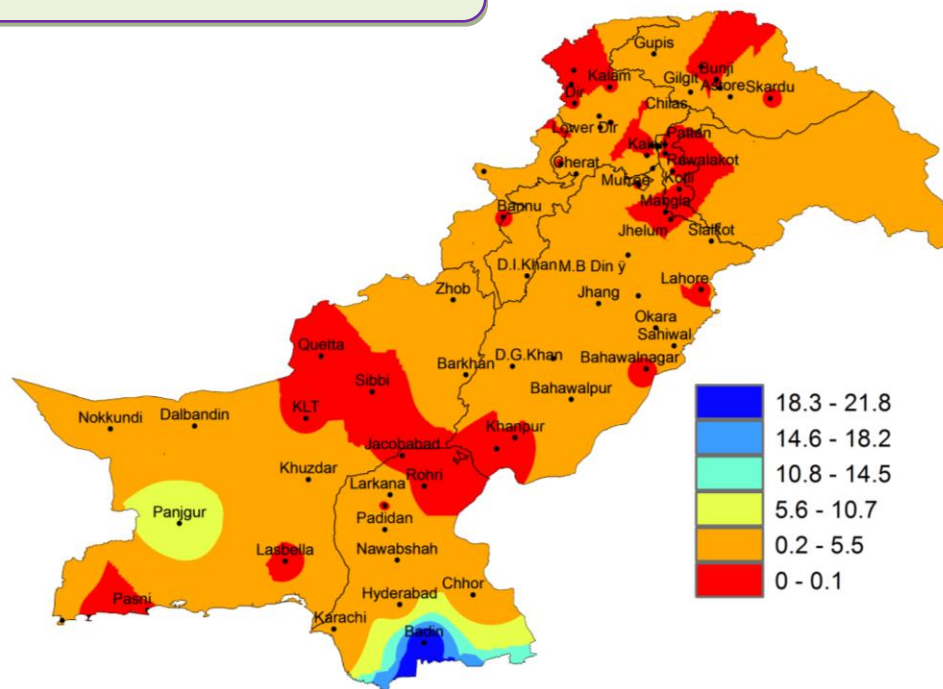 Gupis
Bunji
Kalam
Gilgit
Astore
Skardu
Dir
Chilas
Lower Dir
Pattan
Kakul
Cherat
Rawalakot
Murree
Kotli
Bannu
Mangla
Jhelum
Sialkot
D.I.Khan
M.B Din ÿ
Zhob
Lahore
Jhang
Okara
Sahiwal
Quetta
Barkhan
D.G.Khan
Bahawalnagar
Sibbi
Bahawalpur
Nokkundi
Dalbandin
KLT
Khanpur
Jacobabad
Khuzdar
Rohri
Larkana
Panjgur
Padidan
Lasbella
Nawabshah
Pasni
Hyderabad
Chhor
Karachi
Badin
18.3 - 21.8
14.6 - 18.2
10.8 - 14.5
5.6 - 10.7
0.2 - 5.5
0 - 0.1